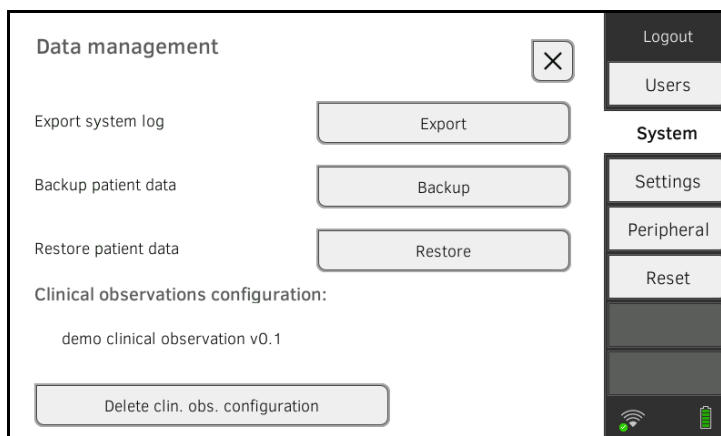 Data management
Export system log
Export
Backup patient data
Backup
Restore patient data
Restore
Clinical observations configuration:
demo clinical observation v0.1
Delete clin. obs. configuration
Logout
Users
System
Settings
Peripheral
Reset